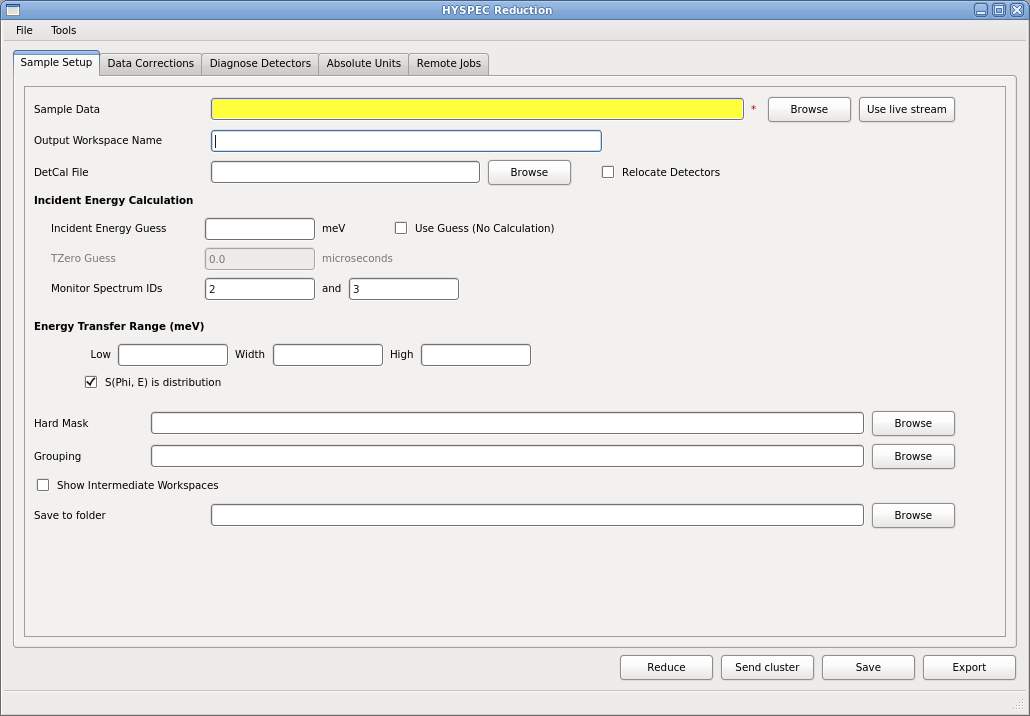 HYSPEC Reduction
File Tools
Sample Setup Data Corrections Diagnose Detectors Absolute Units Remote Jobs
Sample Data * Browse Use live stream
Output Workspace Name
DetCal File Browse Relocate Detectors
Incident Energy Calculation
Incident Energy Guess meV Use Guess (No Calculation)
TZero Guess 0.0 microseconds
Monitor Spectrum IDs 2 and 3
Energy Transfer Range (meV)
Low Width High
S(Phi, E) is distribution
Hard Mask Browse
Grouping Browse
Show Intermediate Workspaces
Save to folder Browse
Reduce Send cluster Save Export